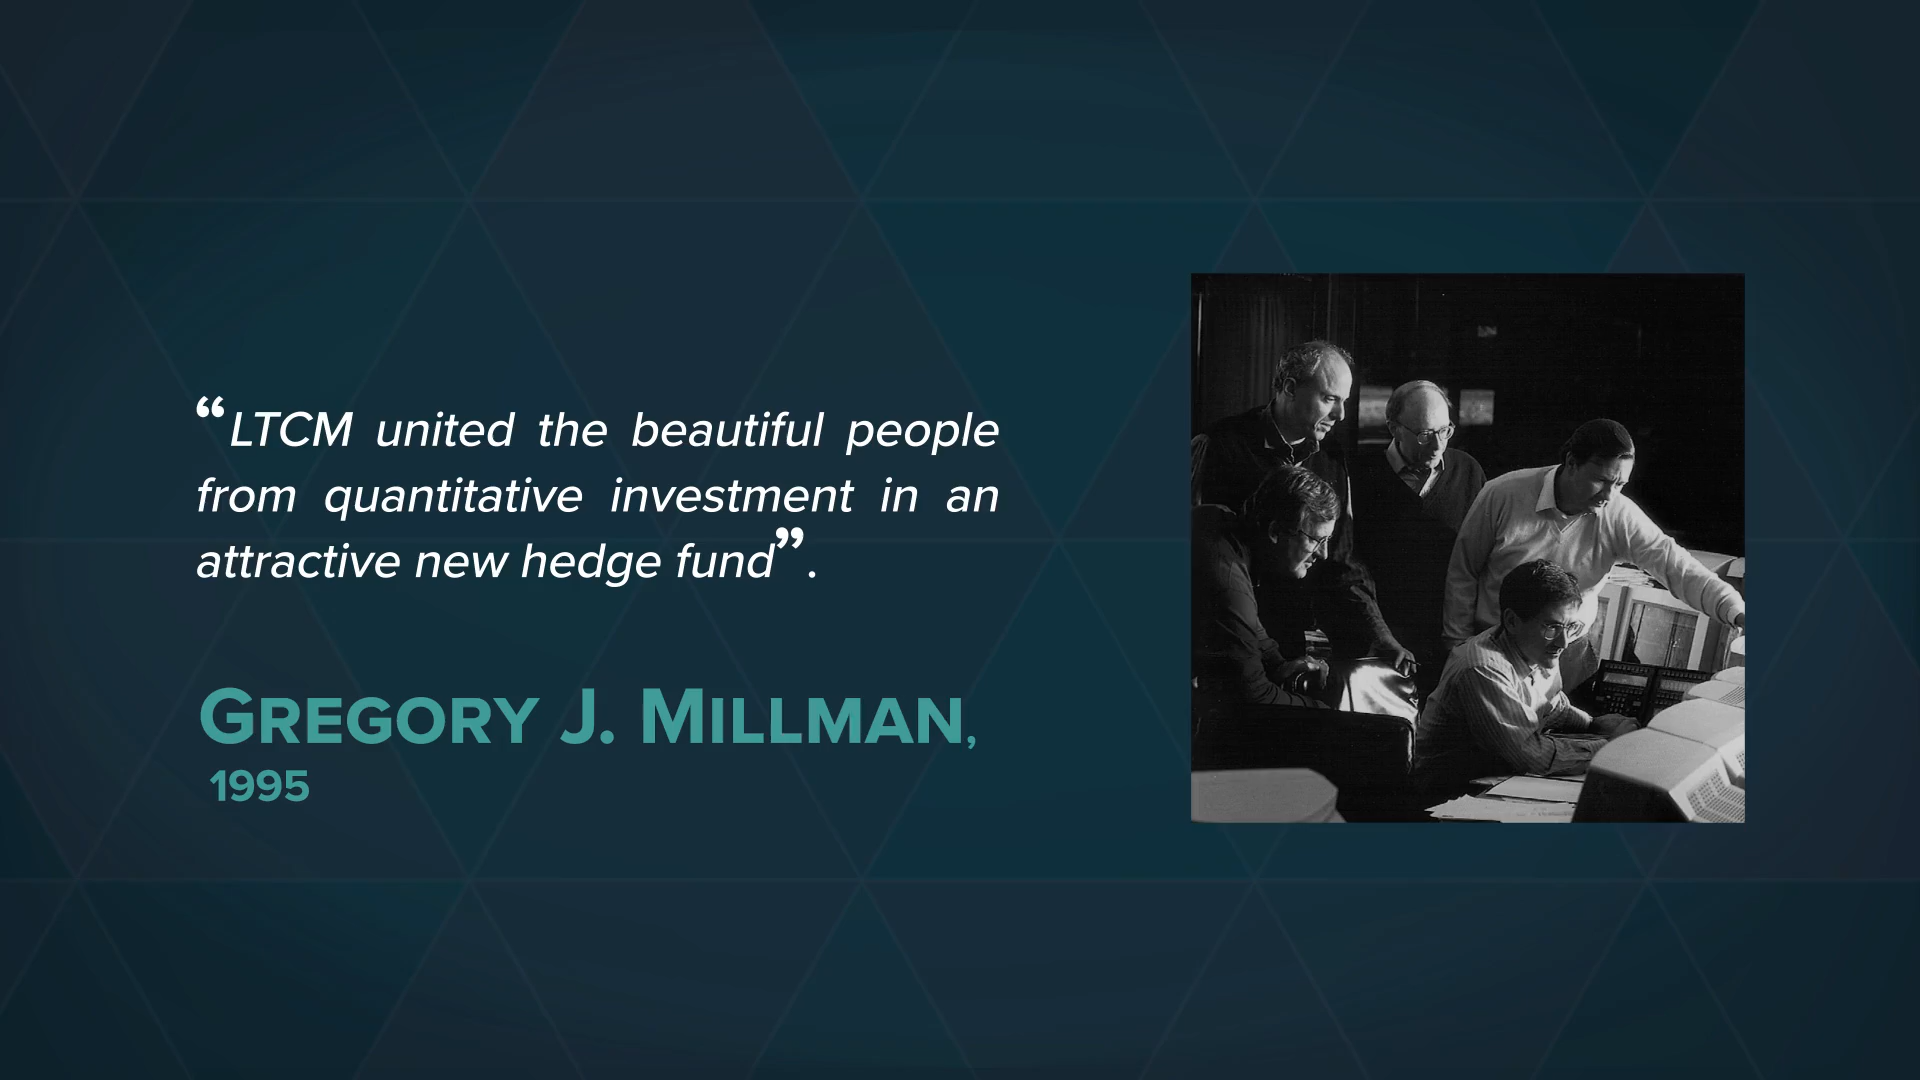 “LTCM united the beautiful people
from quantitative investment in an
attractive new hedge fund”.
GREGORY J. MILLMAN,
1995